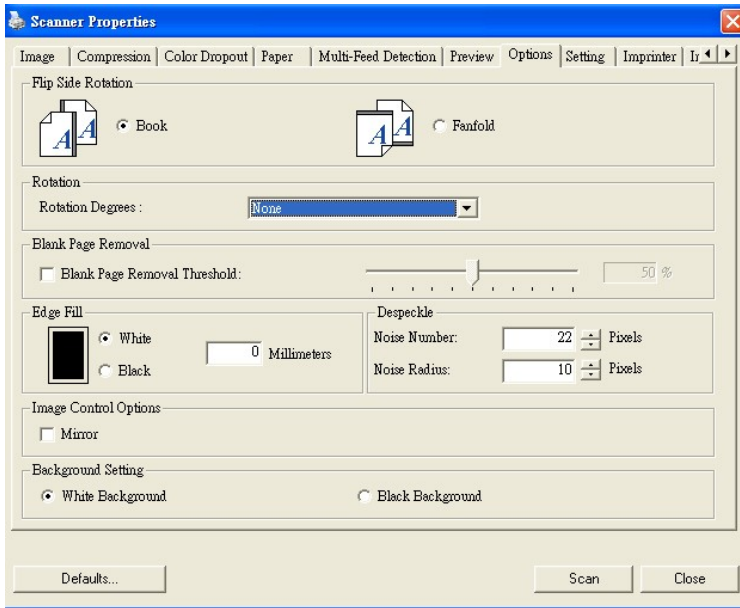 Scanner Properties
Image Compression Color Dropout Paper Multi-Feed Detection Preview Options Setting Imprinter
Flip Side Rotation
A A Book A A Fanfold
Rotation
Rotation Degrees : None
Blank Page Removal
Blank Page Removal Threshold: 50 %
Edge Fill Despeckle
White Noise Number: 22 Pixels
0 Millimeters
Black Noise Radius: 10 Pixels
Image Control Options
Mirror
Background Setting
White Background Black Background
Defaults... Scan Close